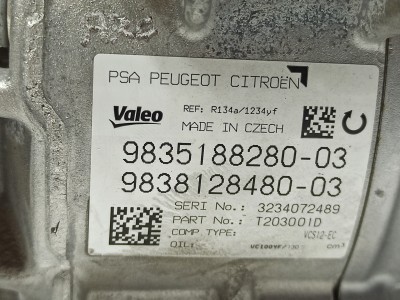 PSA PEUGEOT CITROËN
Valeo REF: R134a/1234yf
MADE IN CZECH
9835188280-03
9838128480-03
SERI No.: 3234072489
PART No.: T203001D
COMP TYPE: VCS12-EC
OIL: